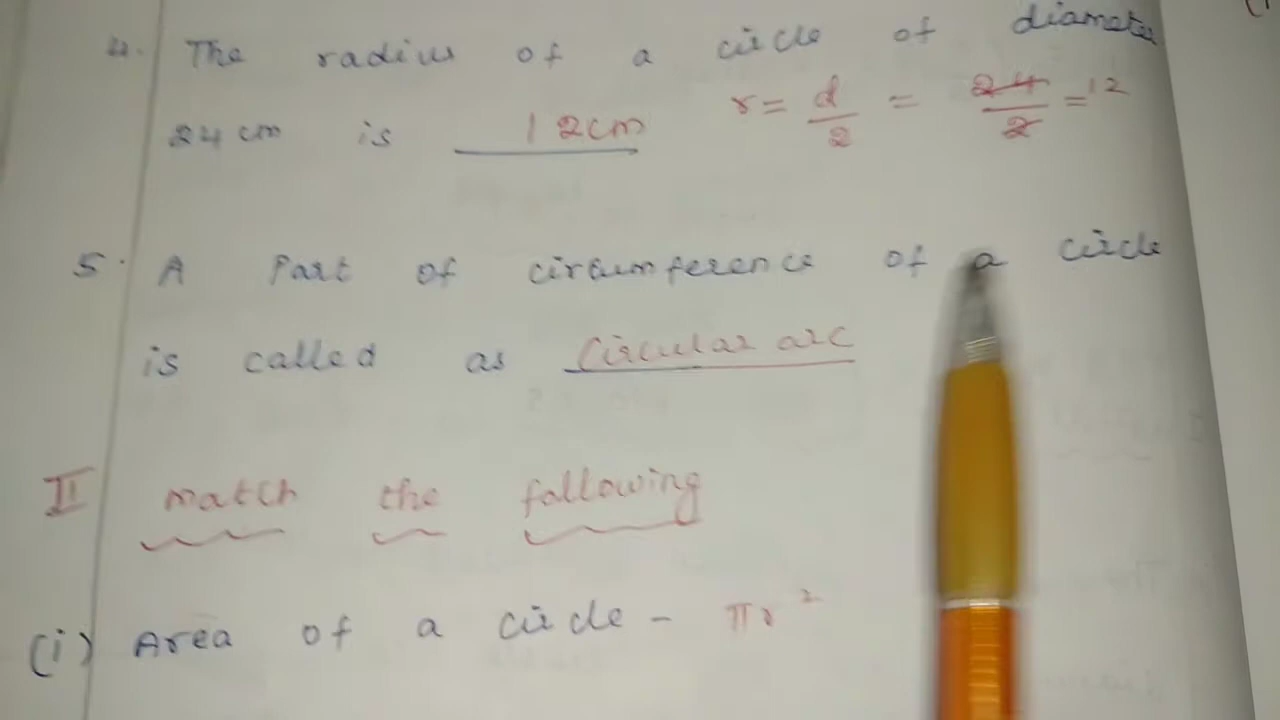 4. The radius of a circle of diameter
24 cm is 12cm r = d/2 = 24/2 = 12
5. A Part of circumference of a circle
is called as Circular arc
II match the following
(i) Area of a circle - πr²